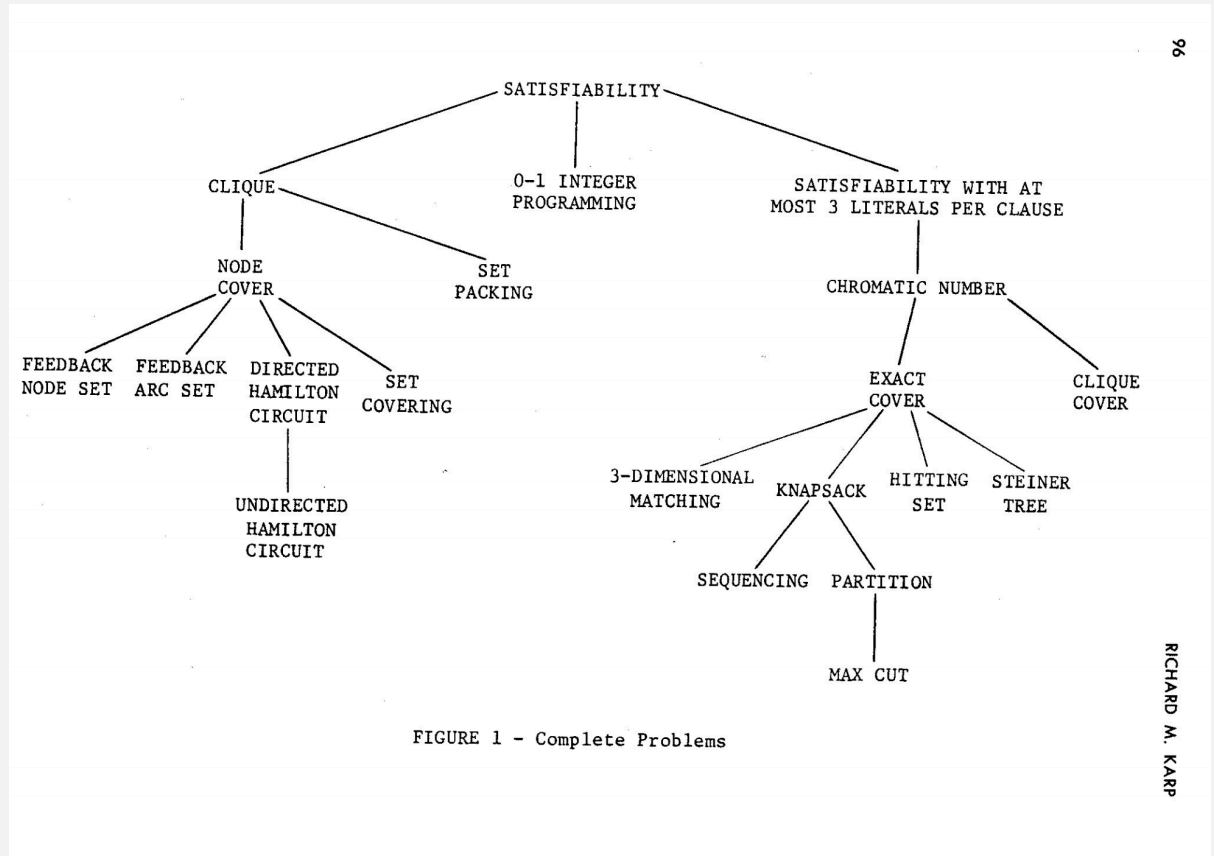 96
SATISFIABILITY
CLIQUE
0-1 INTEGER
PROGRAMMING
SATISFIABILITY WITH AT
MOST 3 LITERALS PER CLAUSE
NODE
COVER
SET
PACKING
CHROMATIC NUMBER
FEEDBACK
NODE SET
FEEDBACK
ARC SET
DIRECTED
HAMILTON
CIRCUIT
SET
COVERING
EXACT
COVER
CLIQUE
COVER
UNDIRECTED
HAMILTON
CIRCUIT
3-DIMENSIONAL
MATCHING
KNAPSACK
HITTING
SET
STEINER
TREE
SEQUENCING
PARTITION
MAX CUT
FIGURE 1 - Complete Problems
RICHARD M. KARP